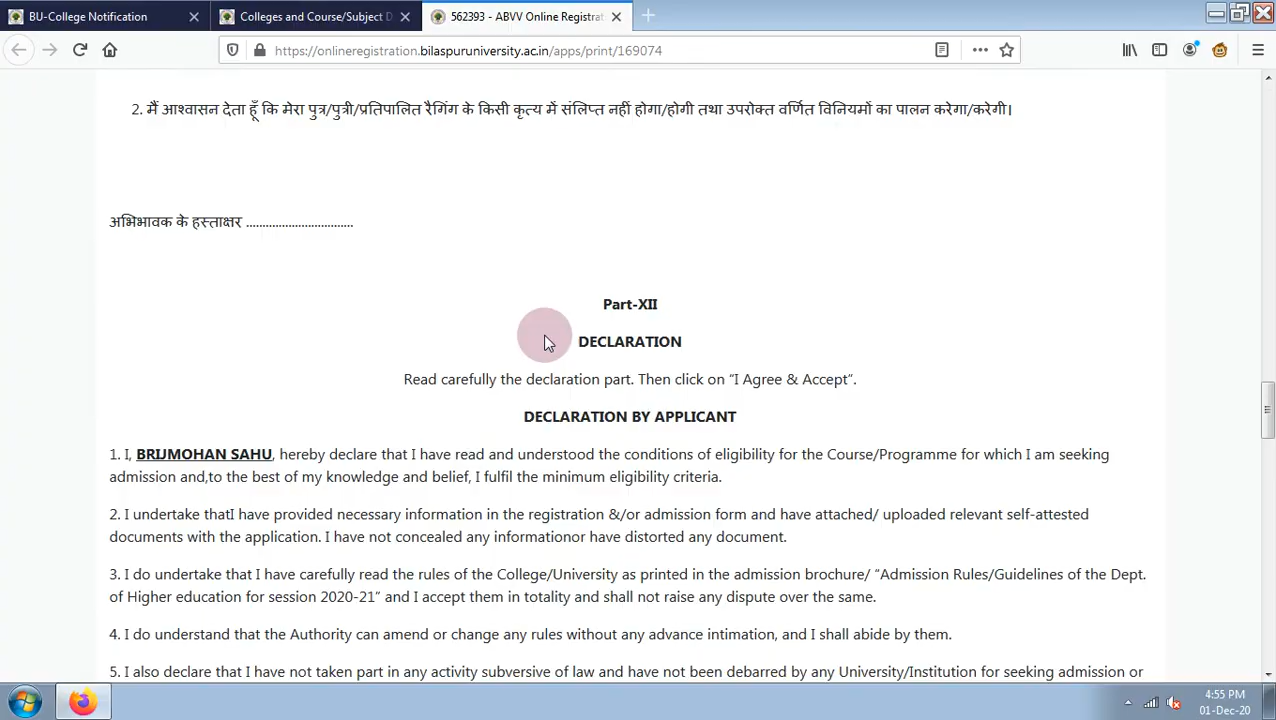 BU-College Notification
Colleges and Course/Subject D
562393 - ABVV Online Registrat
https://onlineregistration.bilaspuruniversity.ac.in/apps/print/169074
2. मैं आश्वासन देता हूँ कि मेरा पुत्र/पुत्री/प्रतिपालित रैगिंग के किसी कृत्य में संलिप्त नहीं होगा/होगी तथा उपरोक्त वर्णित विनियमों का पालन करेगा/करेगी।
अभिभावक के हस्ताक्षर ................................
Part-XII
DECLARATION
Read carefully the declaration part. Then click on “I Agree & Accept”.
DECLARATION BY APPLICANT
1. I, BRIJMOHAN SAHU, hereby declare that I have read and understood the conditions of eligibility for the Course/Programme for which I am seeking
admission and,to the best of my knowledge and belief, I fulfil the minimum eligibility criteria.
2. I undertake thatI have provided necessary information in the registration &/or admission form and have attached/ uploaded relevant self-attested
documents with the application. I have not concealed any informationor have distorted any document.
3. I do undertake that I have carefully read the rules of the College/University as printed in the admission brochure/ “Admission Rules/Guidelines of the Dept.
of Higher education for session 2020-21” and I accept them in totality and shall not raise any dispute over the same.
4. I do understand that the Authority can amend or change any rules without any advance intimation, and I shall abide by them.
5. I also declare that I have not taken part in any activity subversive of law and have not been debarred by any University/Institution for seeking admission or
4:55 PM
01-Dec-20